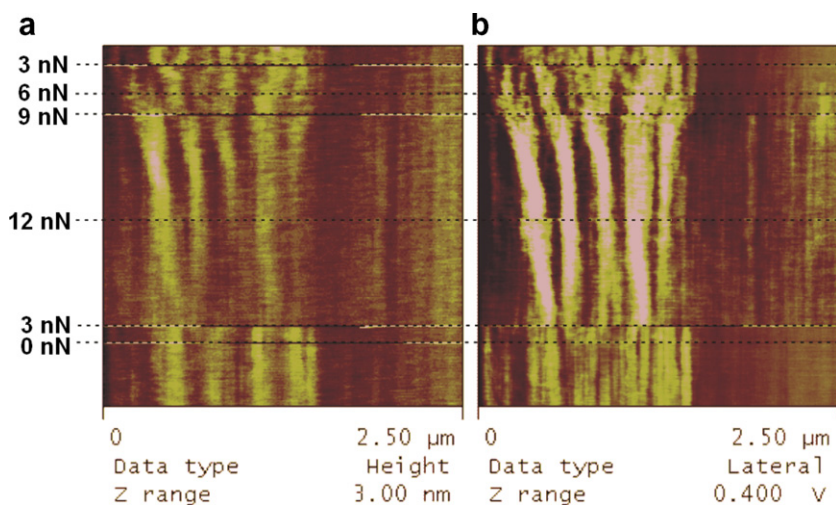 a b
3 nN
6 nN
9 nN
12 nN
3 nN
0 nN
0 2.50 µm 0 2.50 µm
Data type Height Data type Lateral
Z range 3.00 nm Z range 0.400 V